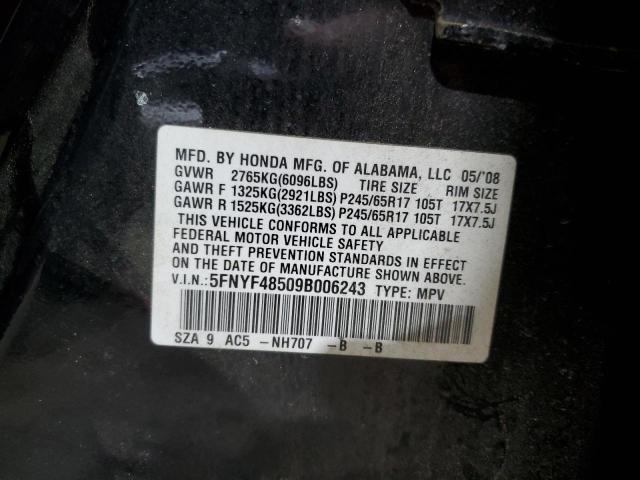 MFD. BY HONDA MFG. OF ALABAMA, LLC 05/'08
GVWR 2765KG(6096LBS) TIRE SIZE RIM SIZE
GAWR F 1325KG(2921LBS) P245/65R17 105T 17X7.5J
GAWR R 1525KG(3362LBS) P245/65R17 105T 17X7.5J
THIS VEHICLE CONFORMS TO ALL APPLICABLE
FEDERAL MOTOR VEHICLE SAFETY
AND THEFT PREVENTION STANDARDS IN EFFECT
ON THE DATE OF MANUFACTURE SHOWN ABOVE.
V.I.N.: 5FNYF48509B006243 TYPE: MPV
SZA 9 AC5 -NH707 -B -B